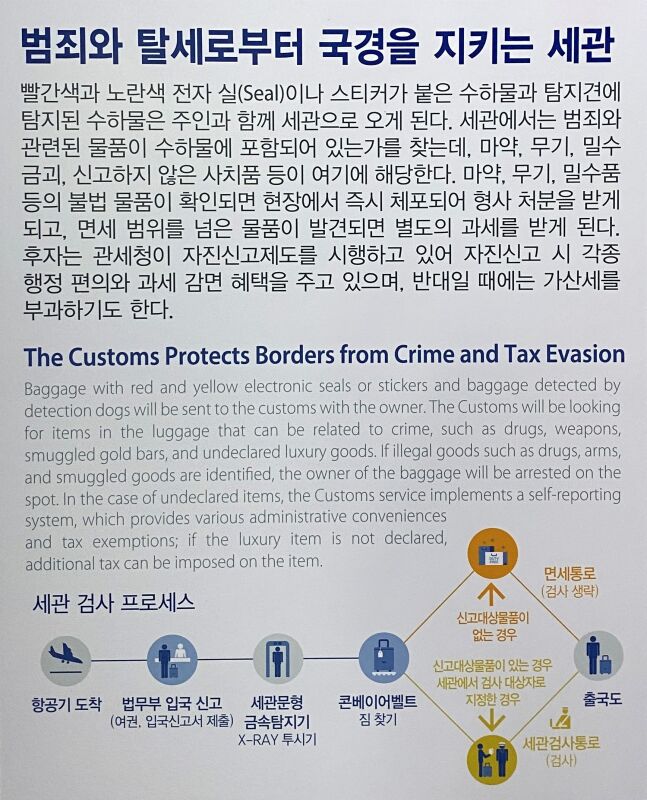 범죄와 탈세로부터 국경을 지키는 세관
빨간색과 노란색 전자 실(Seal)이나 스티커가 붙은 수하물과 탐지견에
탐지된 수하물은 주인과 함께 세관으로 오게 된다. 세관에서는 범죄와
관련된 물품이 수하물에 포함되어 있는가를 찾는데, 마약, 무기, 밀수
금괴, 신고하지 않은 사치품 등이 여기에 해당한다. 마약, 무기, 밀수품
등의 불법 물품이 확인되면 현장에서 즉시 체포되어 형사 처분을 받게
되고, 면세 범위를 넘은 물품이 발견되면 별도의 과세를 받게 된다.
후자는 관세청이 자진신고제도를 시행하고 있어 자진신고 시 각종
행정 편의와 과세 감면 혜택을 주고 있으며, 반대일 때에는 가산세를
부과하기도 한다.
The Customs Protects Borders from Crime and Tax Evasion
Baggage with red and yellow electronic seals or stickers and baggage detected by
detection dogs will be sent to the customs with the owner. The Customs will be looking
for items in the luggage that can be related to crime, such as drugs, weapons,
smuggled gold bars, and undeclared luxury goods. If illegal goods such as drugs, arms,
and smuggled goods are identified, the owner of the baggage will be arrested on the
spot. In the case of undeclared items, the Customs service implements a self-reporting
system, which provides various administrative conveniences
and tax exemptions; if the luxury item is not declared,
additional tax can be imposed on the item.
세관 검사 프로세스
항공기 도착
법무부 입국 신고
(여권, 입국신고서 제출)
세관문형
금속탐지기
X-RAY 투시기
콘베이어벨트
짐 찾기
DUTY
FREE
면세통로
(검사 생략)
신고대상물품이
없는 경우
신고대상물품이 있는 경우
세관에서 검사 대상자로
지정한 경우
세관검사통로
(검사)
출국도